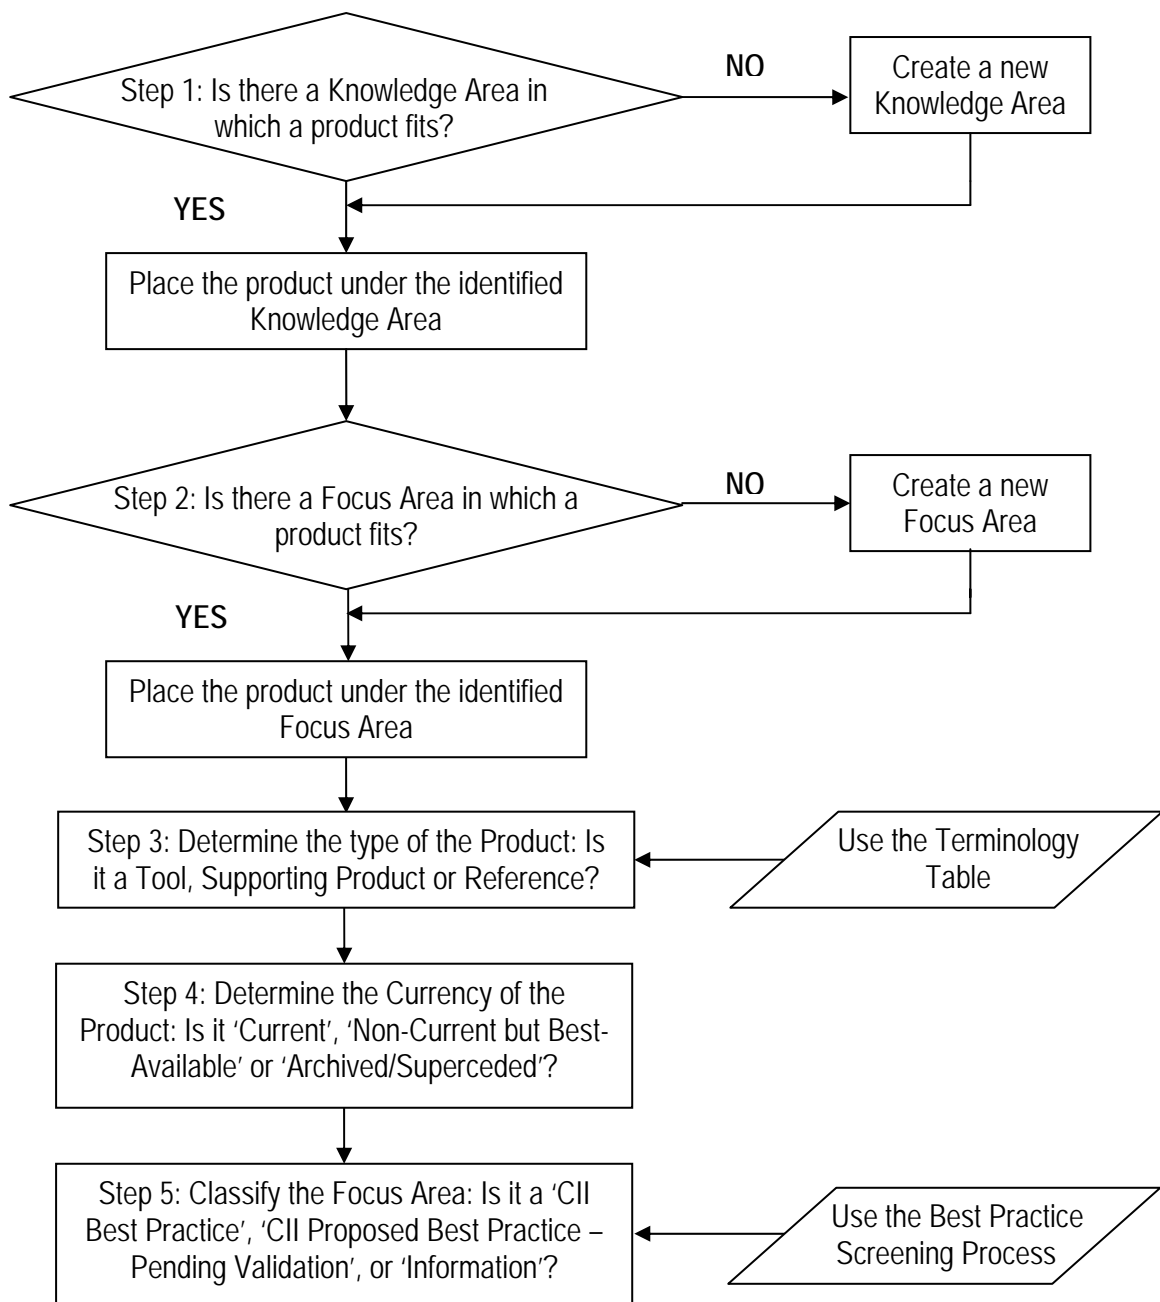 Step 1: Is there a Knowledge Area in
which a product fits?
NO
Create a new
Knowledge Area
YES
Place the product under the identified
Knowledge Area
Step 2: Is there a Focus Area in which a
product fits?
NO
Create a new
Focus Area
YES
Place the product under the identified
Focus Area
Step 3: Determine the type of the Product: Is
it a Tool, Supporting Product or Reference?
Use the Terminology
Table
Step 4: Determine the Currency of the
Product: Is it ‘Current’, ‘Non-Current but Best-
Available’ or ‘Archived/Superceded’?
Step 5: Classify the Focus Area: Is it a ‘CII
Best Practice’, ‘CII Proposed Best Practice –
Pending Validation’, or ‘Information’?
Use the Best Practice
Screening Process